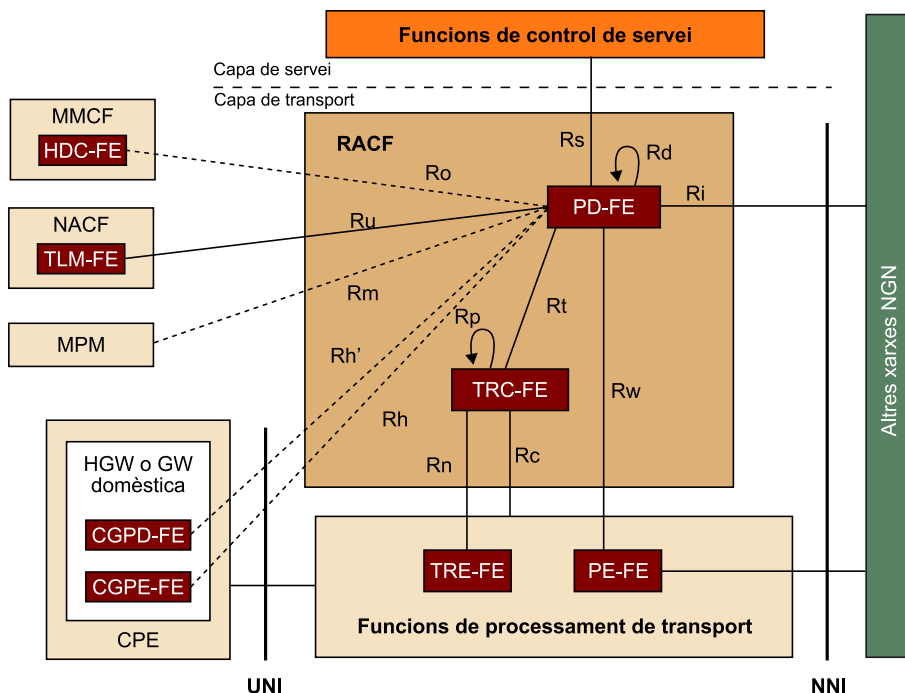 Funcions de control de servei
Capa de servei
Capa de transport
MMCF
HDC-FE
RACF
Rs
Rd
Ro
PD-FE
Ri
NACF
TLM-FE
Ru
Rm
MPM
Rt
Rp
Rh’
TRC-FE
Rw
Rh
Rn
Rc
Altres xarxes NGN
HGW o GW
domèstica
CGPD-FE
CGPE-FE
CPE
TRE-FE
PE-FE
Funcions de processament de transport
UNI
NNI